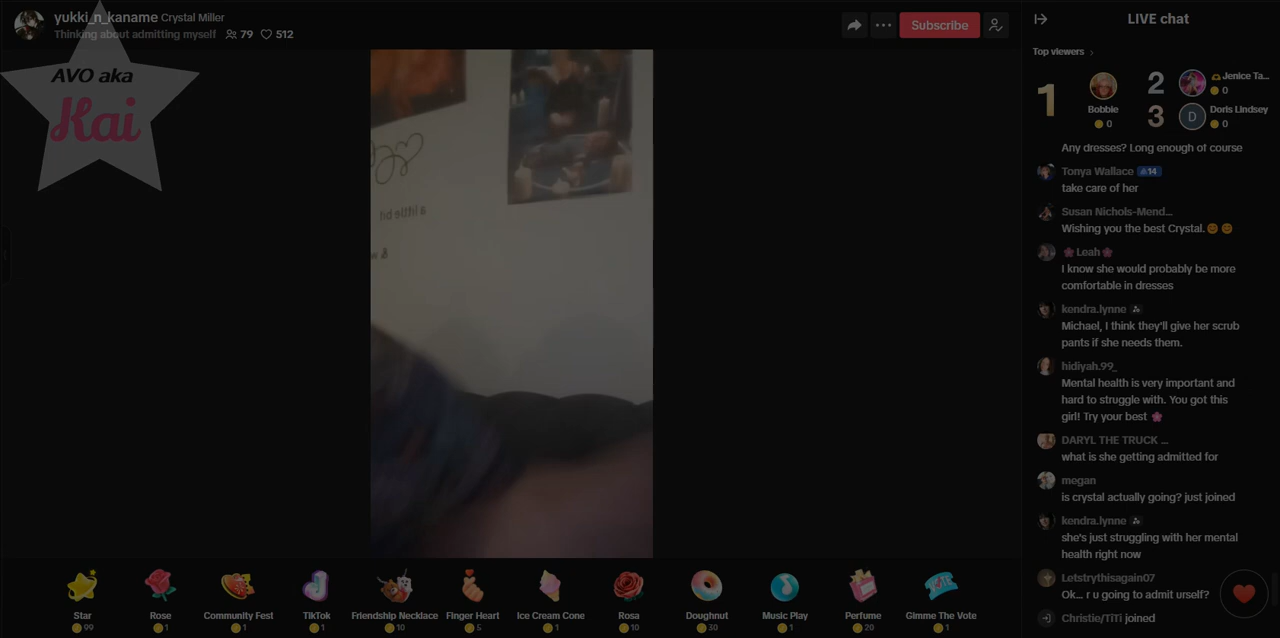 yukki_n_kaname Crystal Miller
Thinking about admitting myself 79 512
Subscribe
AVO aka
Kai
a little bit
&
LIVE chat
Top viewers
1
Bobbie
0
2
Jenice Ta...
0
3
D
Doris Lindsey
0
Any dresses? Long enough of course
Tonya Wallace 14
take care of her
Susan Nichols-Mend...
Wishing you the best Crystal.😊😊
🌸Leah🌸
I know she would probably be more
comfortable in dresses
kendra.lynne
Michael, I think they'll give her scrub
pants if she needs them.
hidiyah.99_
Mental health is very important and
hard to struggle with. You got this
girl! Try your best 🌸
DARYL THE TRUCK ...
what is she getting admitted for
megan
is crystal actually going? just joined
kendra.lynne
she's just struggling with her mental
health right now
Letstrythisagain07
Ok... r u going to admit urself?
Christie/TiTi joined
Star
99
Rose
1
Community Fest
1
TikTok
1
Friendship Necklace
10
Finger Heart
5
Ice Cream Cone
1
Rosa
10
Doughnut
30
Music Play
1
Perfume
20
Gimme The Vote
1